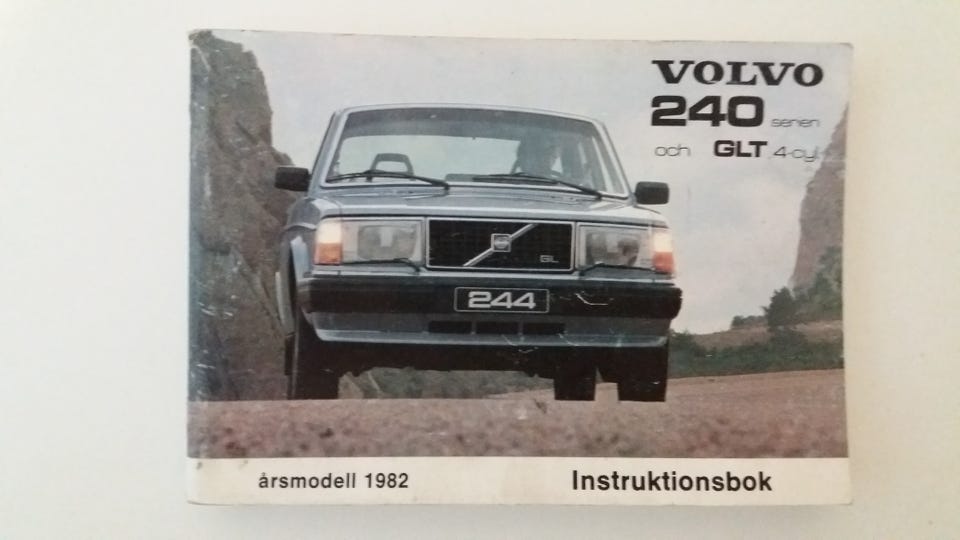 VOLVO
240 serien
och GLT 4-cyl.
GL
244
årsmodell 1982
Instruktionsbok